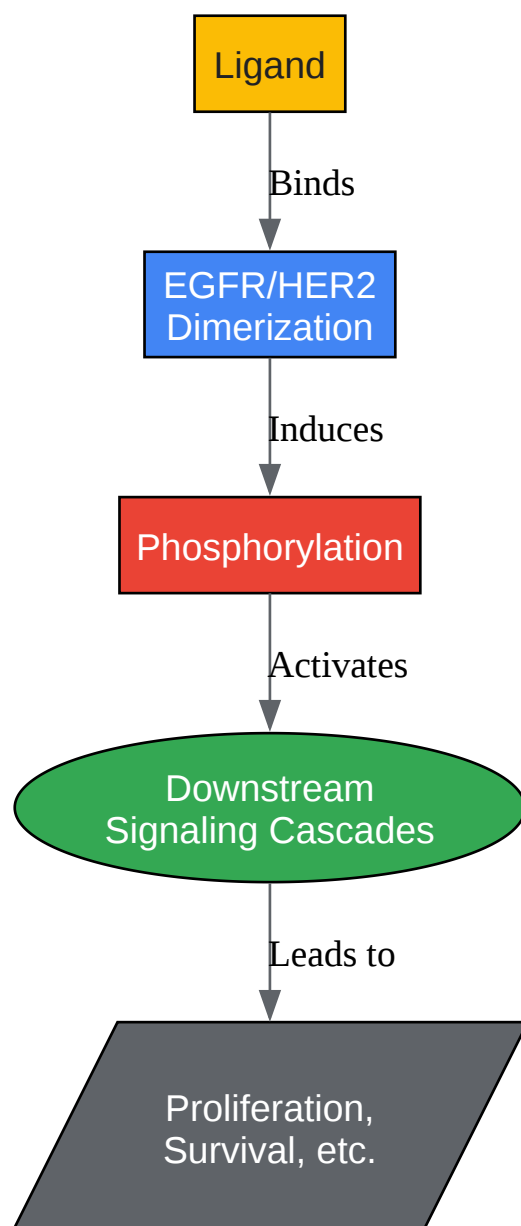 Ligand
Binds
EGFR/HER2
Dimerization
Induces
Phosphorylation
Activates
Downstream
Signaling Cascades
Leads to
Proliferation,
Survival, etc.